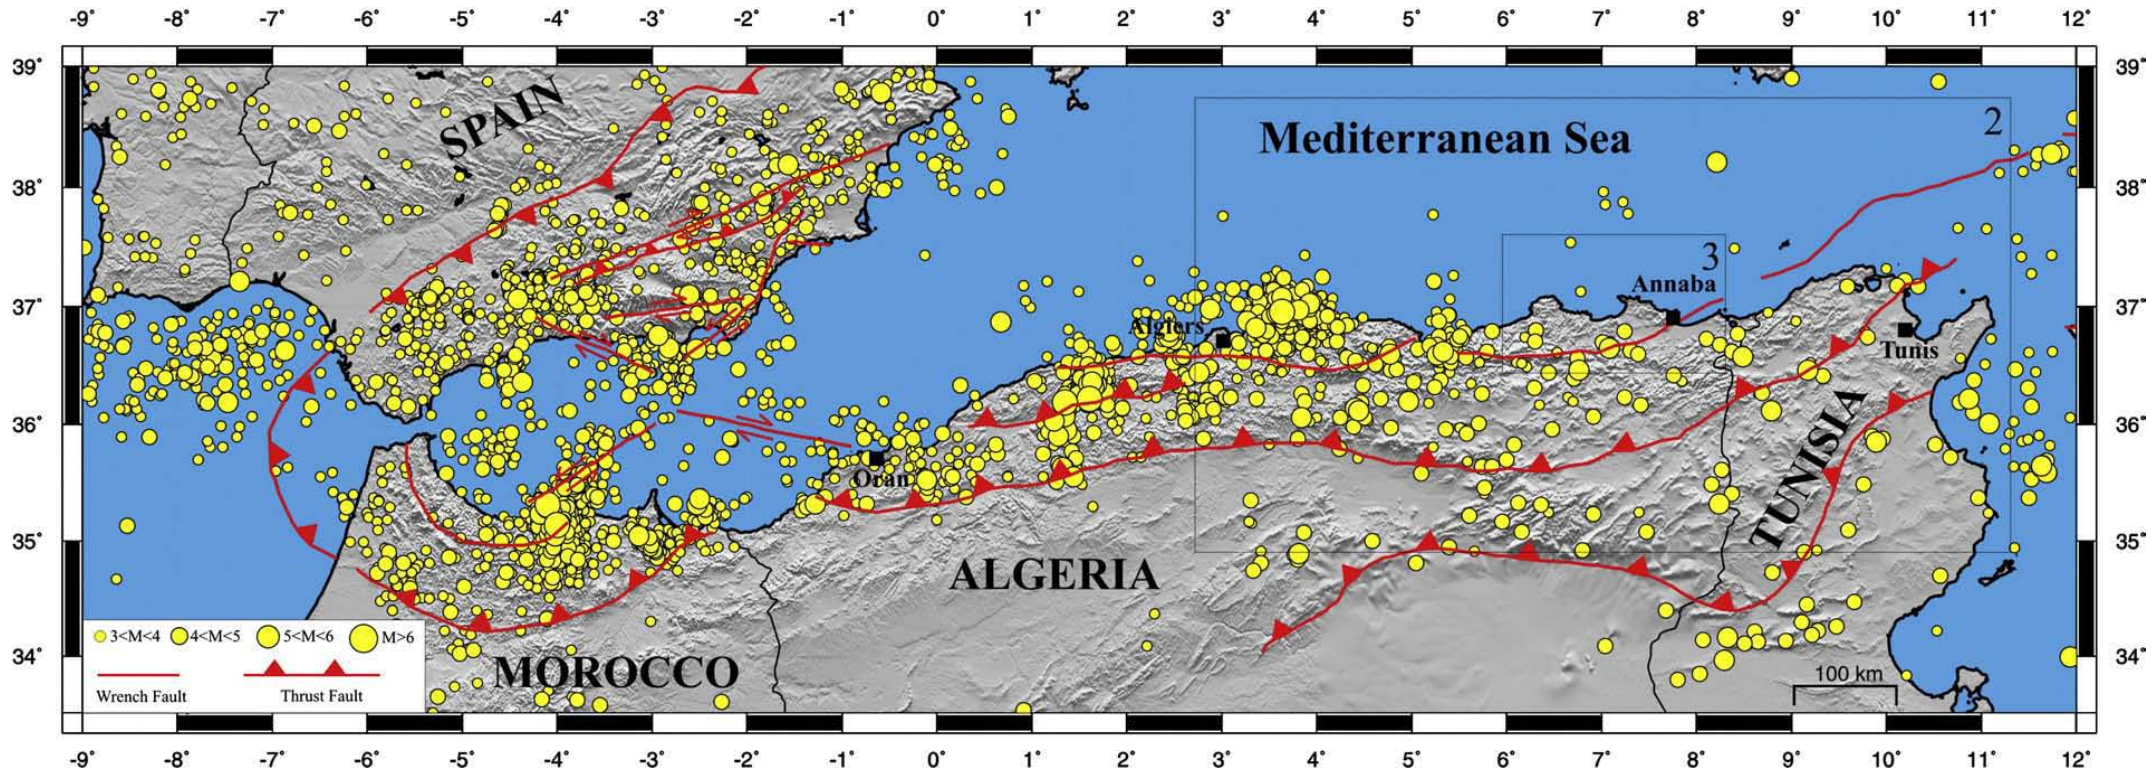 -9° -8° -7° -6° -5° -4° -3° -2° -1° 0° 1° 2° 3° 4° 5° 6° 7° 8° 9° 10° 11° 12°
39° 39°
SPAIN
2
Mediterranean Sea
38° 38°
3
Annaba
37° 37°
Algiers
Tunis
36° 36°
TUNISIA
Oran
35° 35°
ALGERIA
3<M<4 4<M<5 5<M<6 M>6
34° 34°
MOROCCO
100 km
Wrench Fault Thrust Fault
-9° -8° -7° -6° -5° -4° -3° -2° -1° 0° 1° 2° 3° 4° 5° 6° 7° 8° 9° 10° 11° 12°